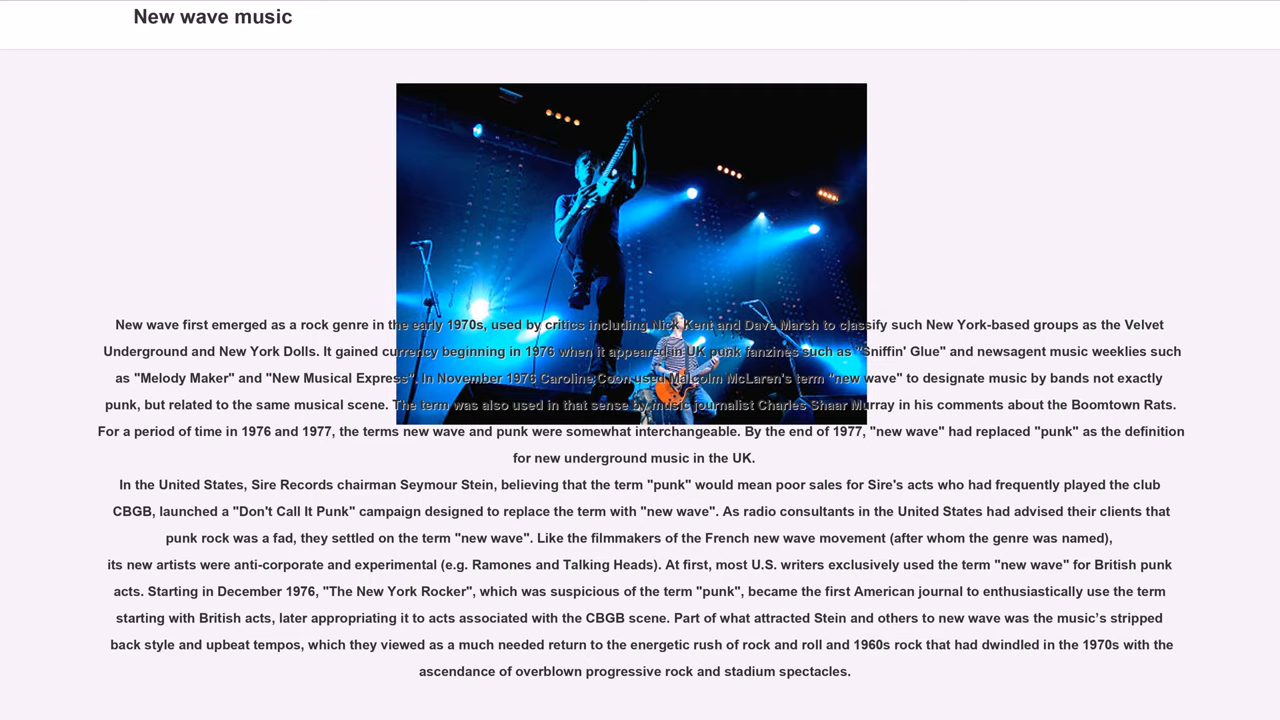 New wave music
New wave first emerged as a rock genre in the early 1970s, used by critics including Nick Kent and Dave Marsh to classify such New York-based groups as the Velvet
Underground and New York Dolls. It gained currency beginning in 1976 when it appeared in UK punk fanzines such as "Sniffin' Glue" and newsagent music weeklies such
as "Melody Maker" and "New Musical Express". In November 1976 Caroline Coon used Malcolm McLaren's term "new wave" to designate music by bands not exactly
punk, but related to the same musical scene. The term was also used in that sense by music journalist Charles Shaar Murray in his comments about the Boomtown Rats.
For a period of time in 1976 and 1977, the terms new wave and punk were somewhat interchangeable. By the end of 1977, "new wave" had replaced "punk" as the definition
for new underground music in the UK.
In the United States, Sire Records chairman Seymour Stein, believing that the term "punk" would mean poor sales for Sire's acts who had frequently played the club
CBGB, launched a "Don't Call It Punk" campaign designed to replace the term with "new wave". As radio consultants in the United States had advised their clients that
punk rock was a fad, they settled on the term "new wave". Like the filmmakers of the French new wave movement (after whom the genre was named),
its new artists were anti-corporate and experimental (e.g. Ramones and Talking Heads). At first, most U.S. writers exclusively used the term "new wave" for British punk
acts. Starting in December 1976, "The New York Rocker", which was suspicious of the term "punk", became the first American journal to enthusiastically use the term
starting with British acts, later appropriating it to acts associated with the CBGB scene. Part of what attracted Stein and others to new wave was the music’s stripped
back style and upbeat tempos, which they viewed as a much needed return to the energetic rush of rock and roll and 1960s rock that had dwindled in the 1970s with the
ascendance of overblown progressive rock and stadium spectacles.